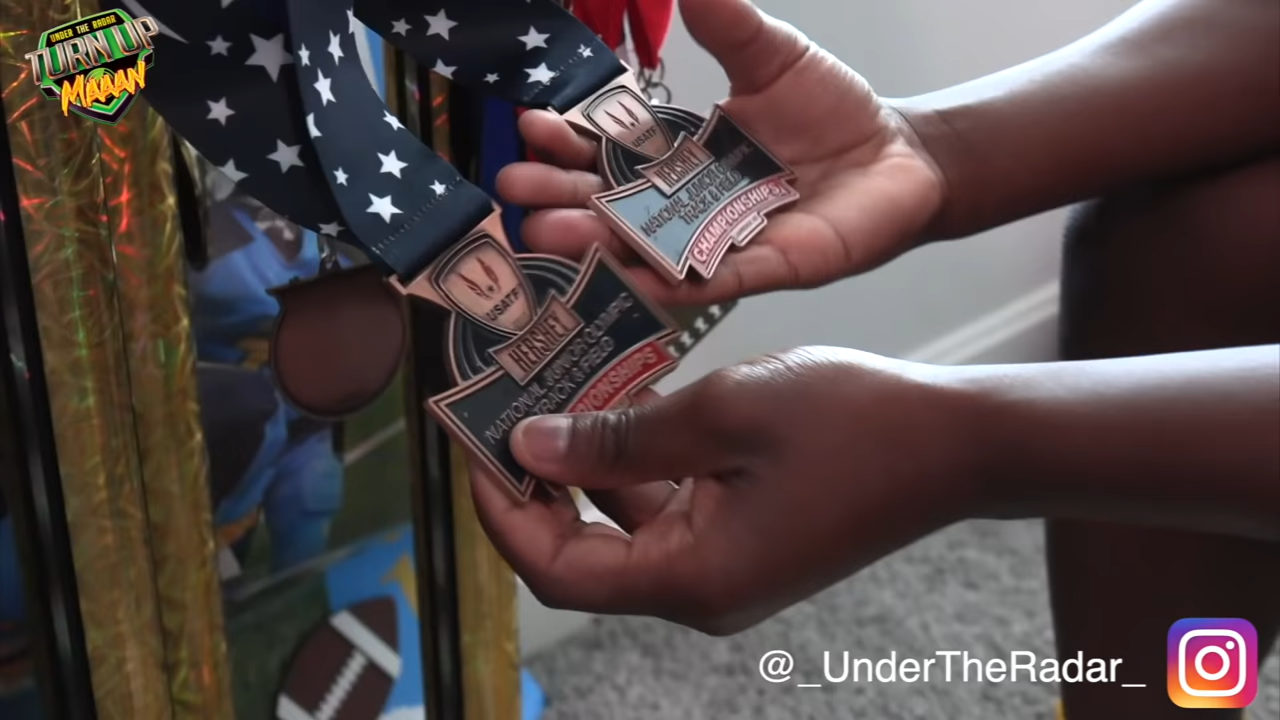 UNDER THE RADAR
TURN UP
MAAAN
USATF
HERSHEY
NATIONAL JUNIOR OLYMPIC
TRACK & FIELD
CHAMPIONSHIPS
USATF
HERSHEY
NATIONAL JUNIOR OLYMPIC
TRACK & FIELD
PIONSHIPS
@_UnderTheRadar_